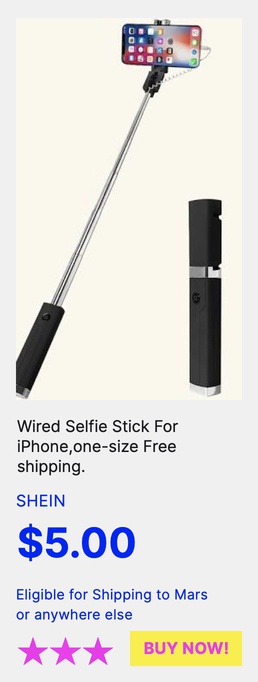 Wired Selfie Stick For
iPhone,one-size Free
shipping.
SHEIN
$5.00
Eligible for Shipping to Mars
or anywhere else
BUY NOW!